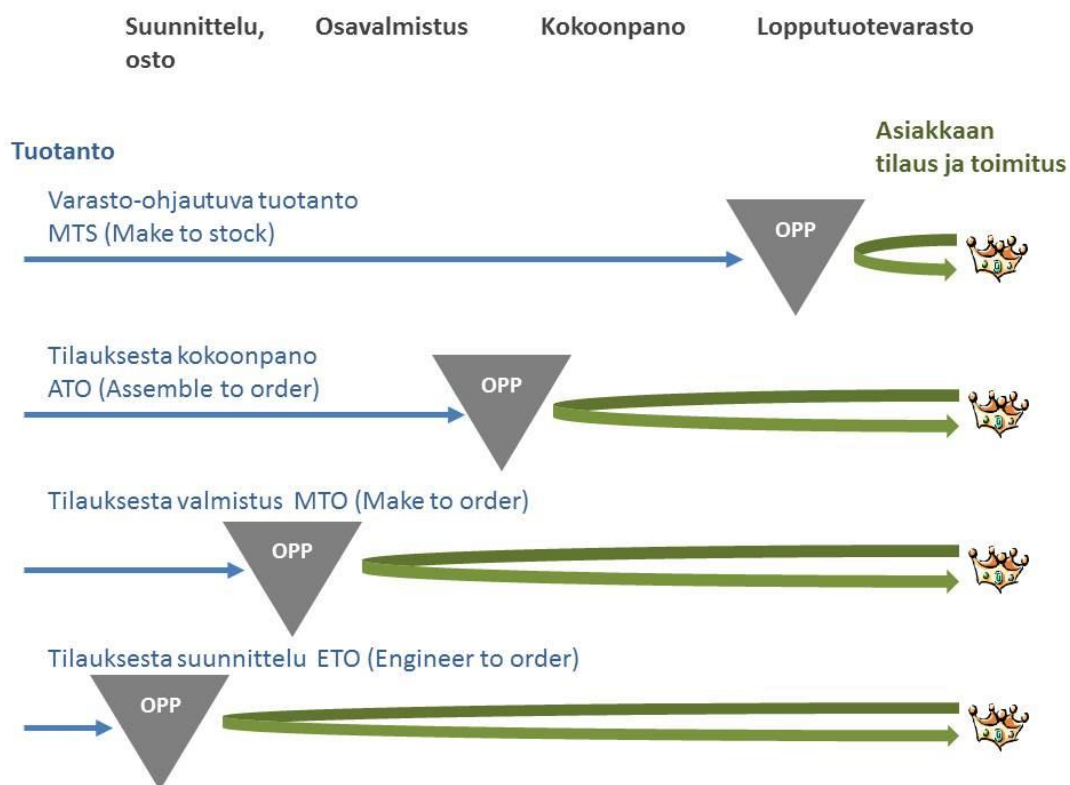 Suunnittelu,
osto
Osavalmistus
Kokoonpano
Lopputuotevarasto
Asiakkaan
tilaus ja toimitus
Tuotanto
Varasto-ohjautuva tuotanto
MTS (Make to stock)
OPP
Tilauksesta kokoonpano
ATO (Assemble to order)
OPP
Tilauksesta valmistus MTO (Make to order)
OPP
Tilauksesta suunnittelu ETO (Engineer to order)
OPP